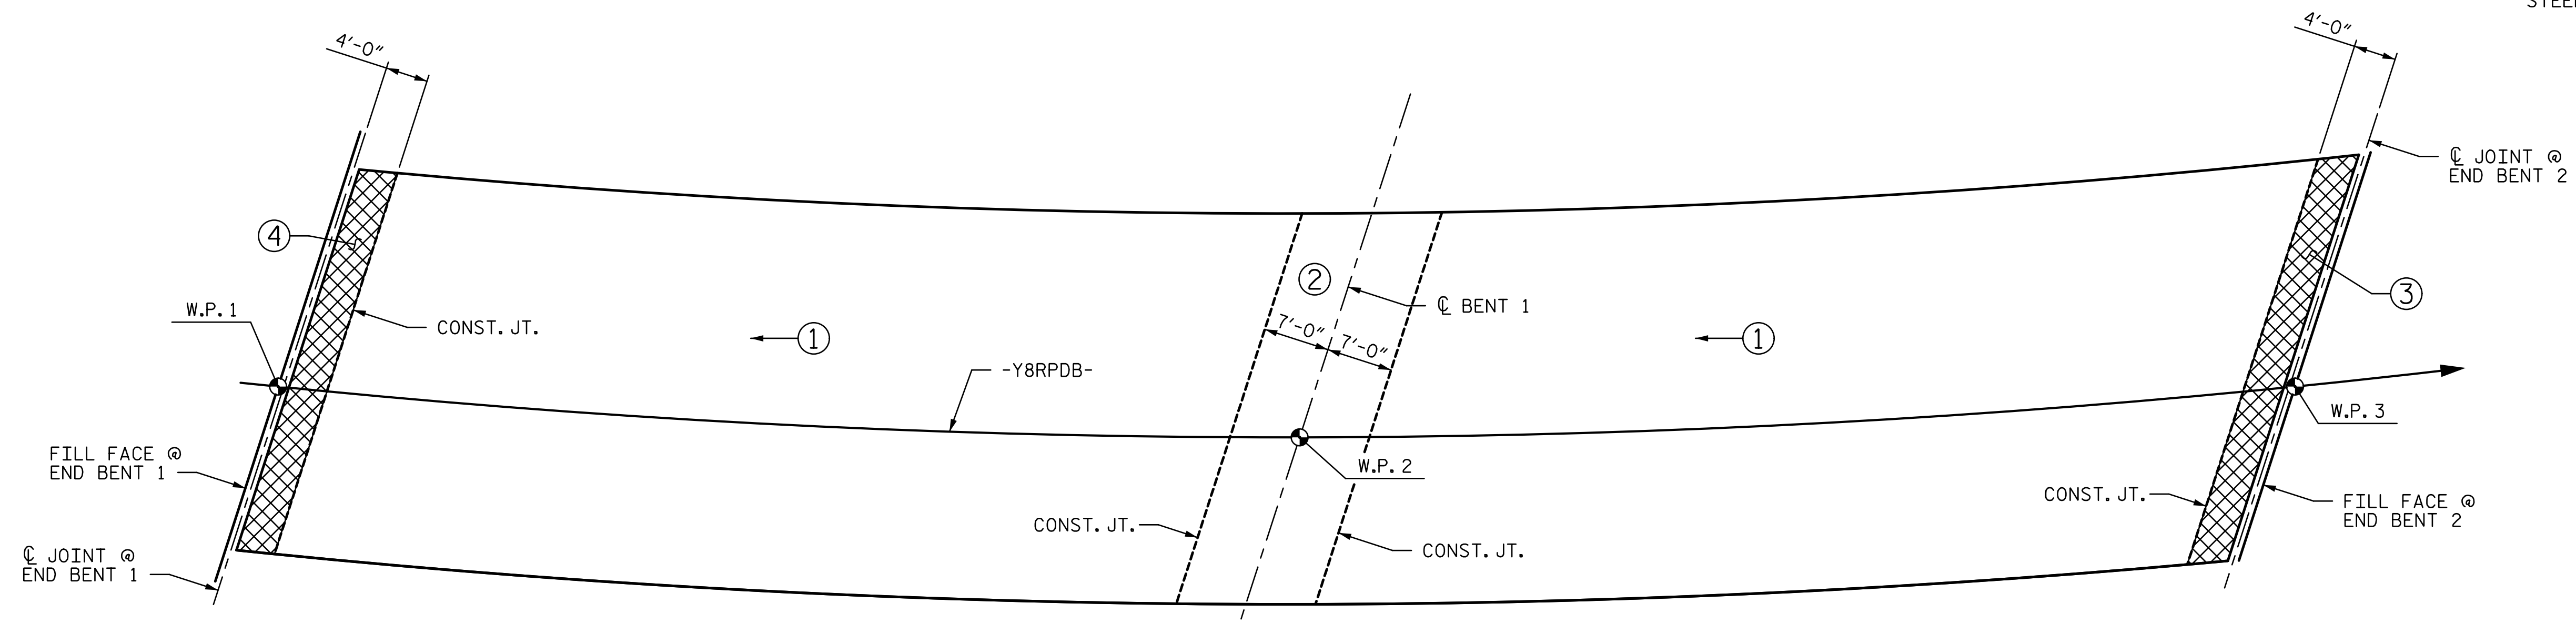 4'-0"
4'-0"
℄ JOINT @
END BENT 2
4
2
3
W.P. 1
CONST. JT.
℄ BENT 1
1
7'-0"
7'-0"
1
-Y8RPDB-
W.P. 3
FILL FACE @
END BENT 1
W.P. 2
CONST. JT.
FILL FACE @
END BENT 2
CONST. JT.
CONST. JT.
℄ JOINT @
END BENT 1